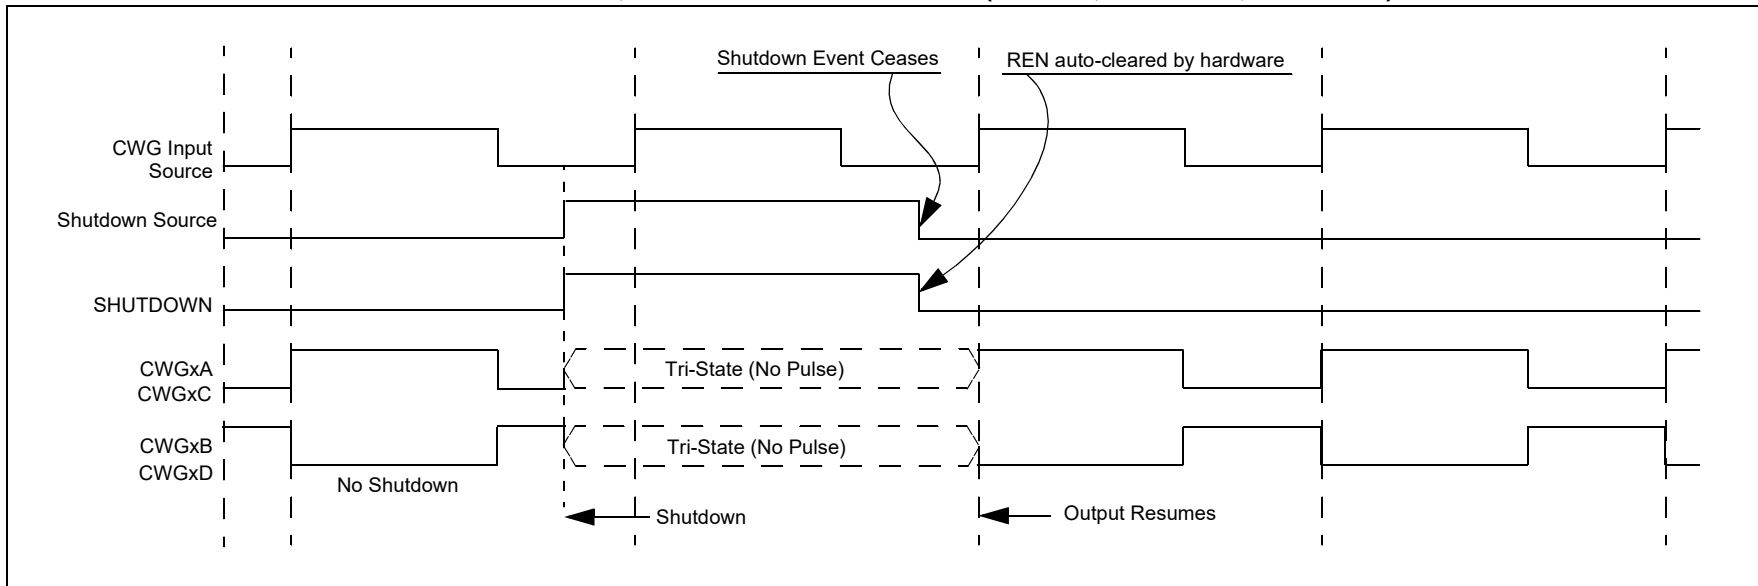 Shutdown Event Ceases
REN auto-cleared by hardware
CWG Input
Source
Shutdown Source
SHUTDOWN
CWGxA
CWGxC
Tri-State (No Pulse)
CWGxB
CWGxD
Tri-State (No Pulse)
No Shutdown
Shutdown
Output Resumes